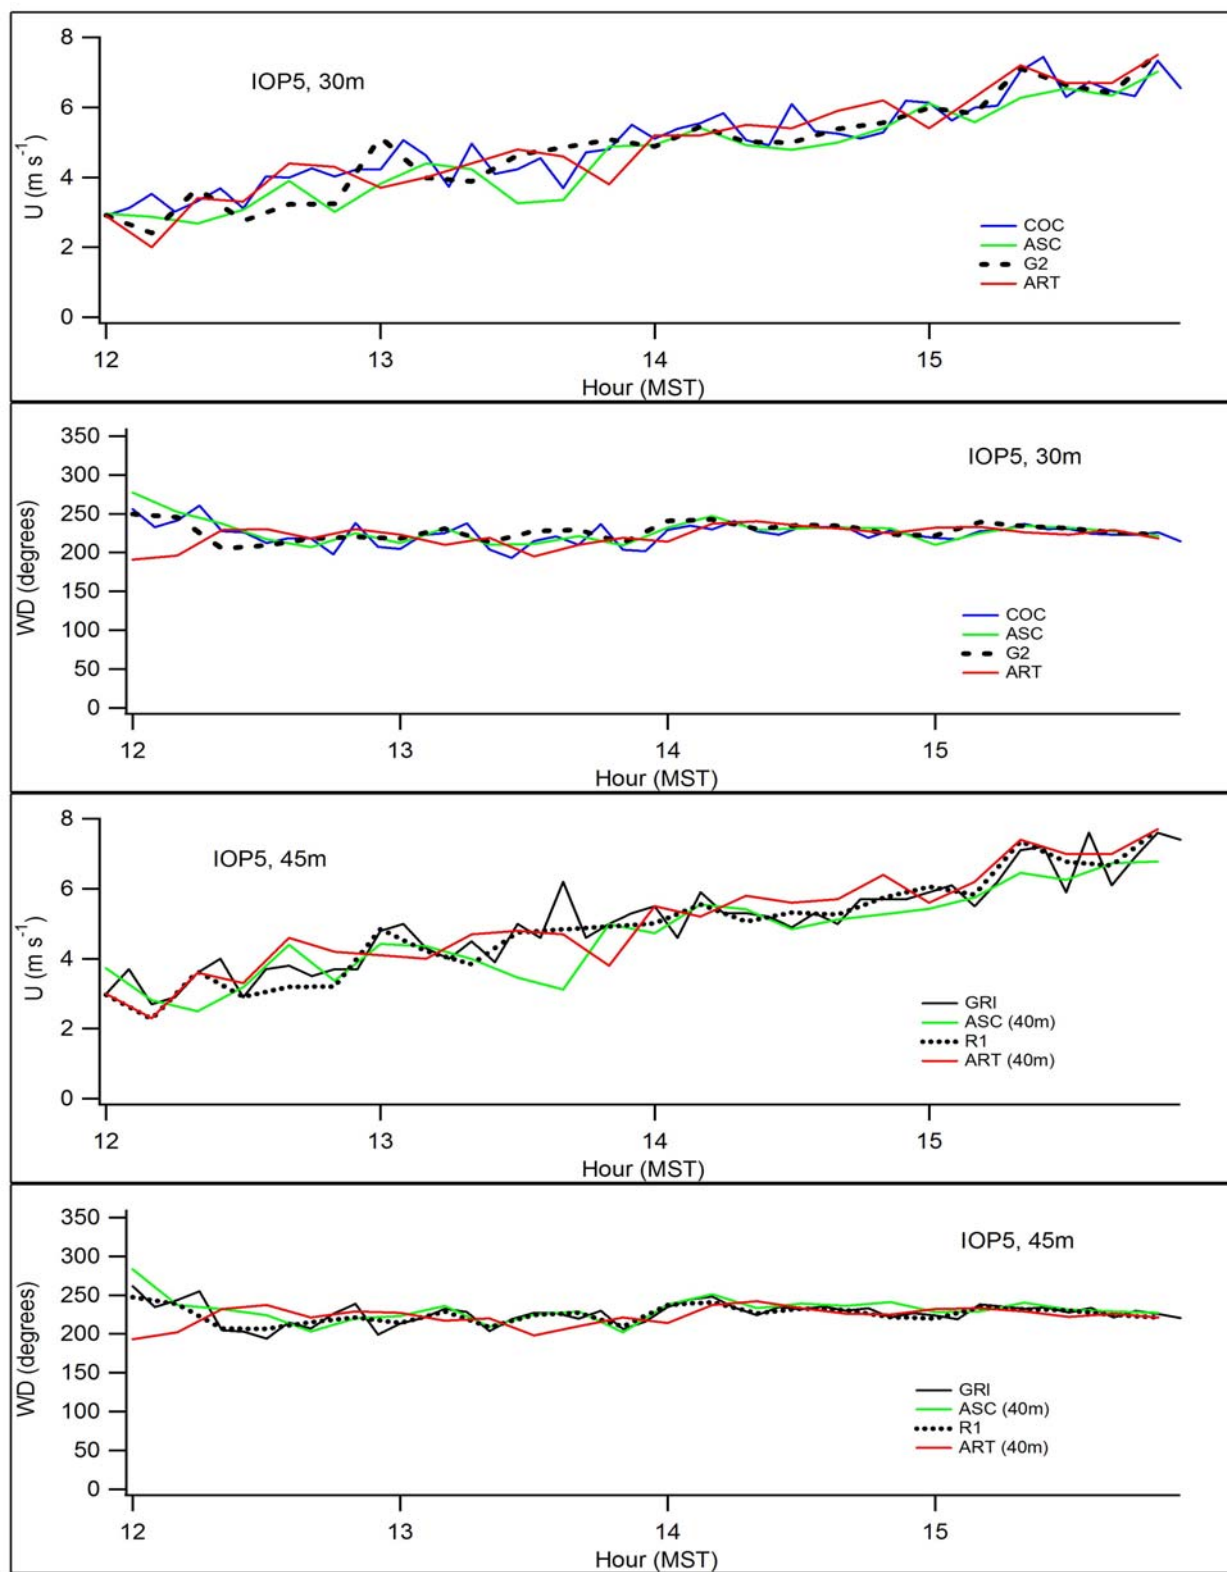 8
6
4
2
0
U (m s-1)
IOP5, 30m
COC
ASC
G2
ART
12
13
14
15
Hour (MST)
350
300
250
200
150
100
50
0
WD (degrees)
IOP5, 30m
COC
ASC
G2
ART
12
13
14
15
Hour (MST)
8
6
4
2
0
U (m s-1)
IOP5, 45m
GRI
ASC (40m)
R1
ART (40m)
12
13
14
15
Hour (MST)
350
300
250
200
150
100
50
0
WD (degrees)
IOP5, 45m
GRI
ASC (40m)
R1
ART (40m)
12
13
14
15
Hour (MST)